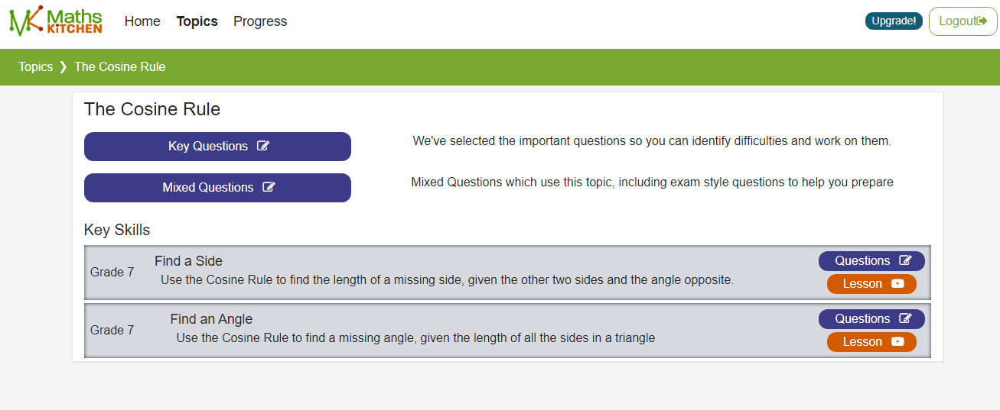 Maths KiTCHEN
Home Topics Progress Upgrade! Logout
Topics ❯ The Cosine Rule
The Cosine Rule
Key Questions
We've selected the important questions so you can identify difficulties and work on them.
Mixed Questions
Mixed Questions which use this topic, including exam style questions to help you prepare
Key Skills
Grade 7
Find a Side
Use the Cosine Rule to find the length of a missing side, given the other two sides and the angle opposite.
Questions
Lesson
Grade 7
Find an Angle
Use the Cosine Rule to find a missing angle, given the length of all the sides in a triangle
Questions
Lesson